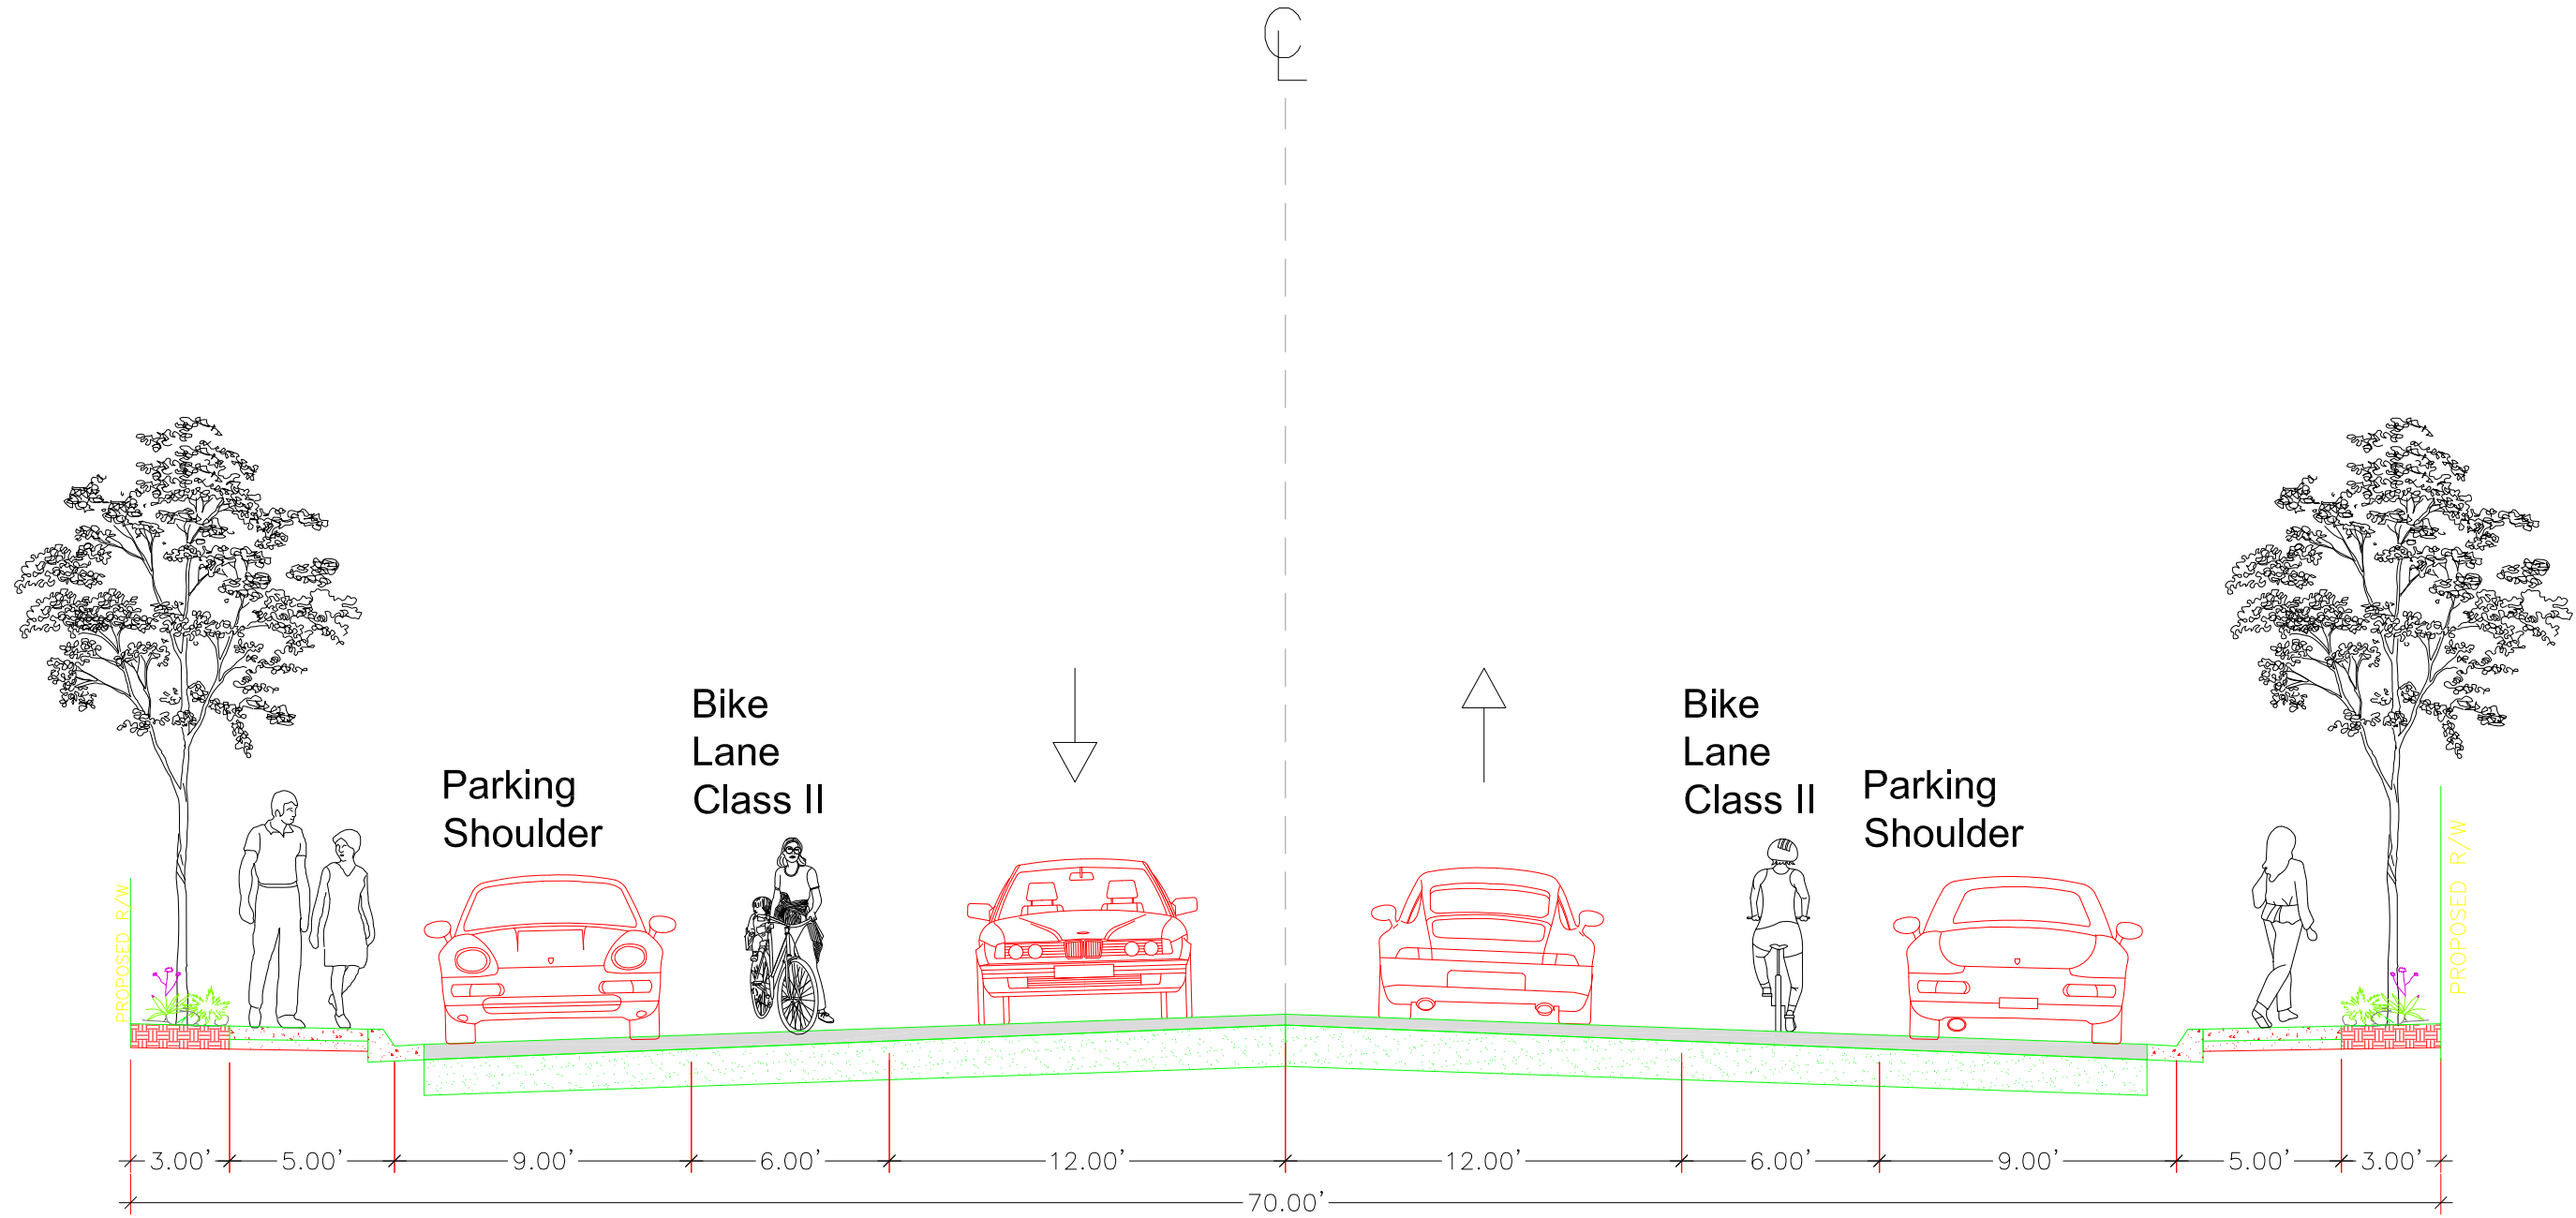 CL
Bike
Lane
Class II
Bike
Lane
Class II
Parking
Shoulder
Parking
Shoulder
PROPOSED R/W
PROPOSED R/W
3.00' 5.00' 9.00' 6.00' 12.00' 12.00' 6.00' 9.00' 5.00' 3.00'
70.00'